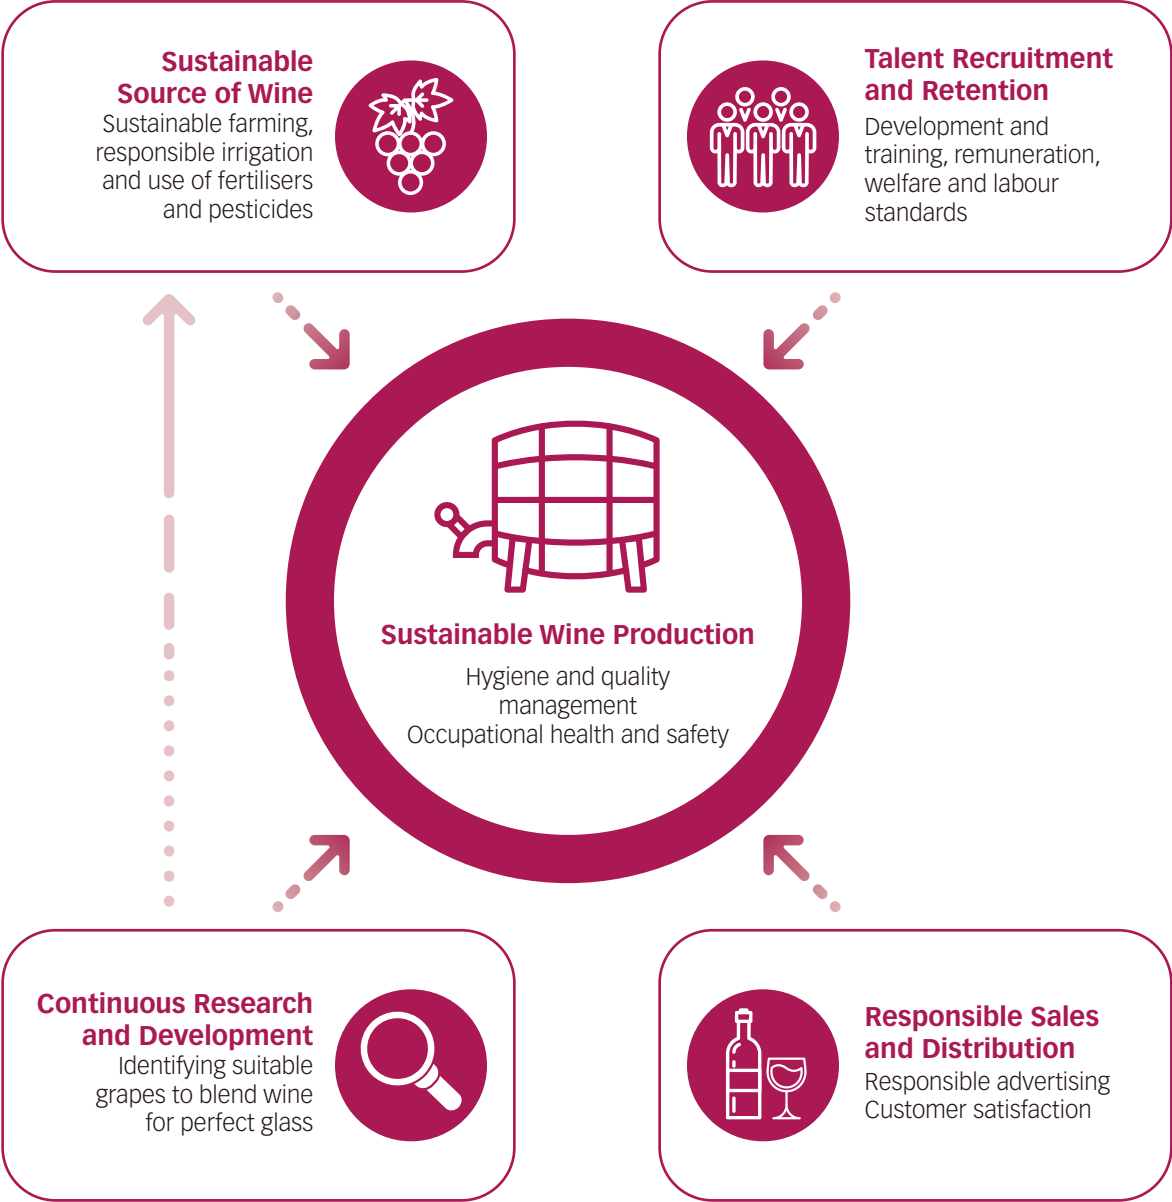 Sustainable
Source of Wine
Sustainable farming,
responsible irrigation
and use of fertilisers
and pesticides
Talent Recruitment
and Retention
Development and
training, remuneration,
welfare and labour
standards
Sustainable Wine Production
Hygiene and quality
management
Occupational health and safety
Continuous Research
and Development
Identifying suitable
grapes to blend wine
for perfect glass
Responsible Sales
and Distribution
Responsible advertising
Customer satisfaction